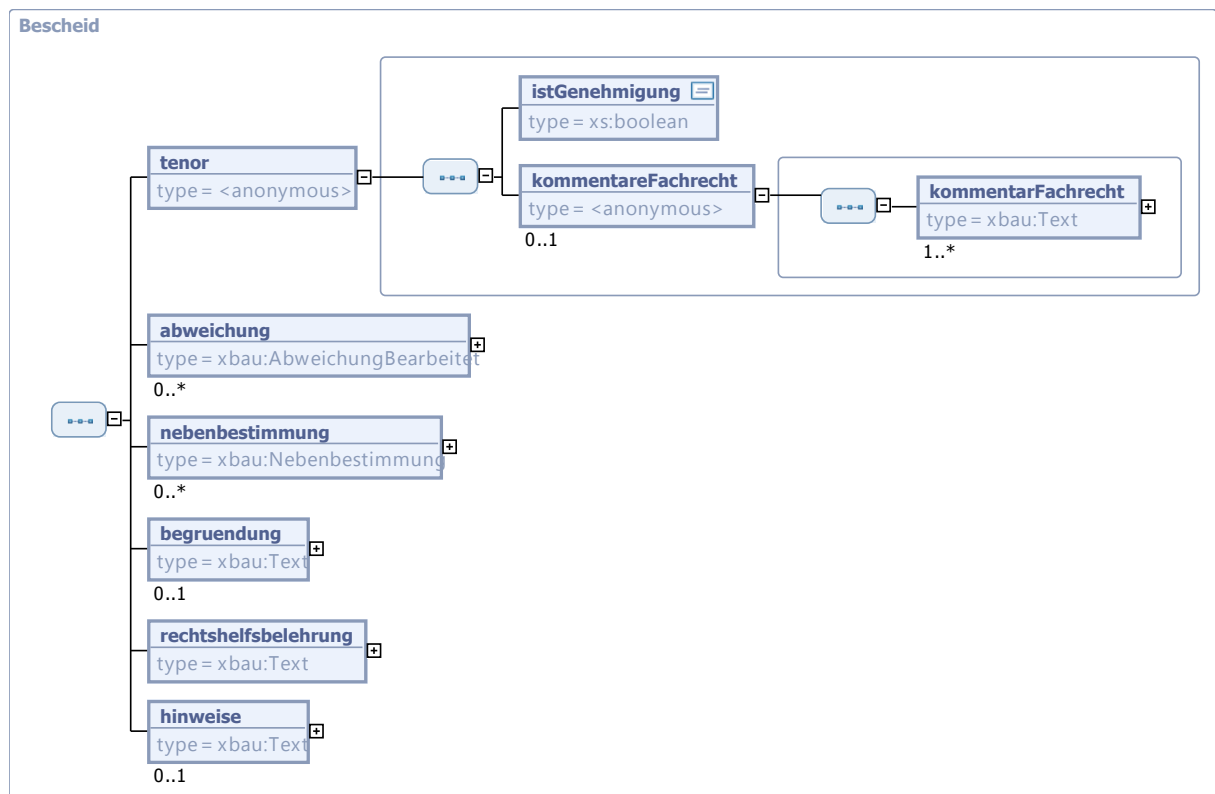 Bescheid
istGenehmigung
type = xs:boolean
tenor
type = <anonymous>
kommentareFachrecht
type = <anonymous>
0..1
kommentarFachrecht
type = xbau:Text
1..*
abweichung
type = xbau:AbweichungBearbeitet
0..*
nebenbestimmung
type = xbau:Nebenbestimmung
0..*
begruendung
type = xbau:Text
0..1
rechtshelfsbelehrung
type = xbau:Text
hinweise
type = xbau:Text
0..1